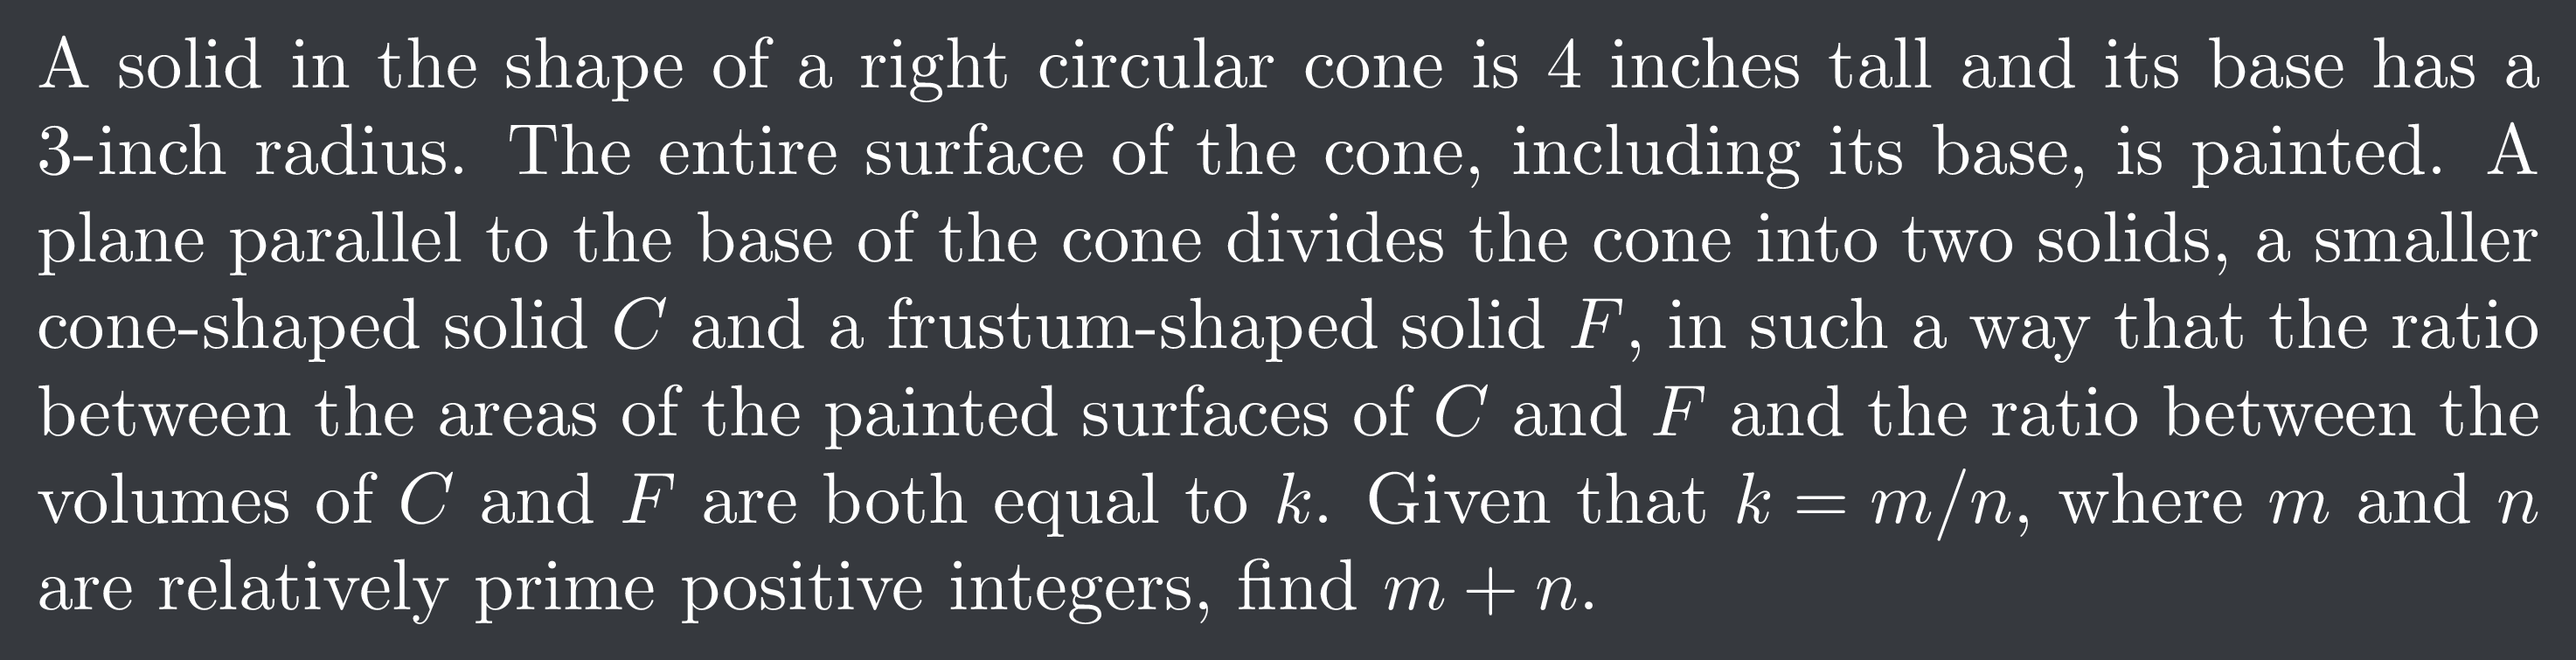 A solid in the shape of a right circular cone is 4 inches tall and its base has a
3-inch radius. The entire surface of the cone, including its base, is painted. A
plane parallel to the base of the cone divides the cone into two solids, a smaller
cone-shaped solid C and a frustum-shaped solid F, in such a way that the ratio
between the areas of the painted surfaces of C and F and the ratio between the
volumes of C and F are both equal to k. Given that k = m/n, where m and n
are relatively prime positive integers, find m + n.